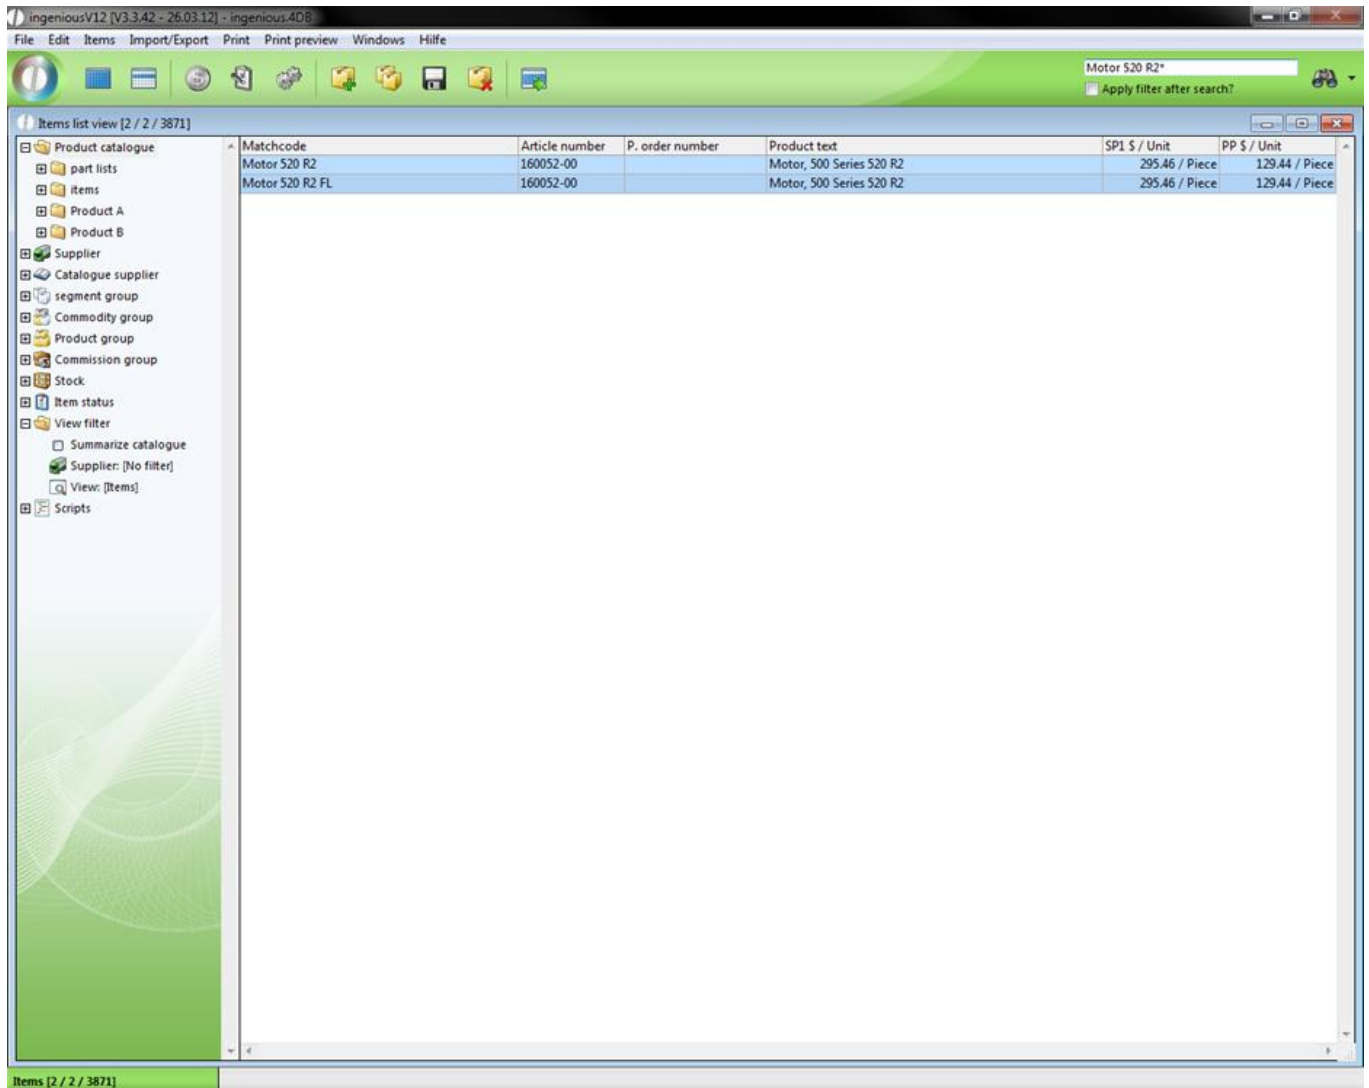 ingeniousV12 [V3.3.42 - 26.03.12] - ingenious.4DB
File Edit Items Import/Export Print Print preview Windows Hilfe
Motor 520 R2*
Apply filter after search?
Items list view [2 / 2 / 3871]
Product catalogue
part lists
items
Product A
Product B
Supplier
Catalogue supplier
segment group
Commodity group
Product group
Commission group
Stock
Item status
View filter
Summarize catalogue
Supplier: [No filter]
View: [Items]
Scripts
Matchcode Article number P. order number Product text SP1 $ / Unit PP $ / Unit
Motor 520 R2 160052-00 Motor, 500 Series 520 R2 295.46 / Piece 129.44 / Piece
Motor 520 R2 FL 160052-00 Motor, 500 Series 520 R2 295.46 / Piece 129.44 / Piece
Items [2 / 2 / 3871]